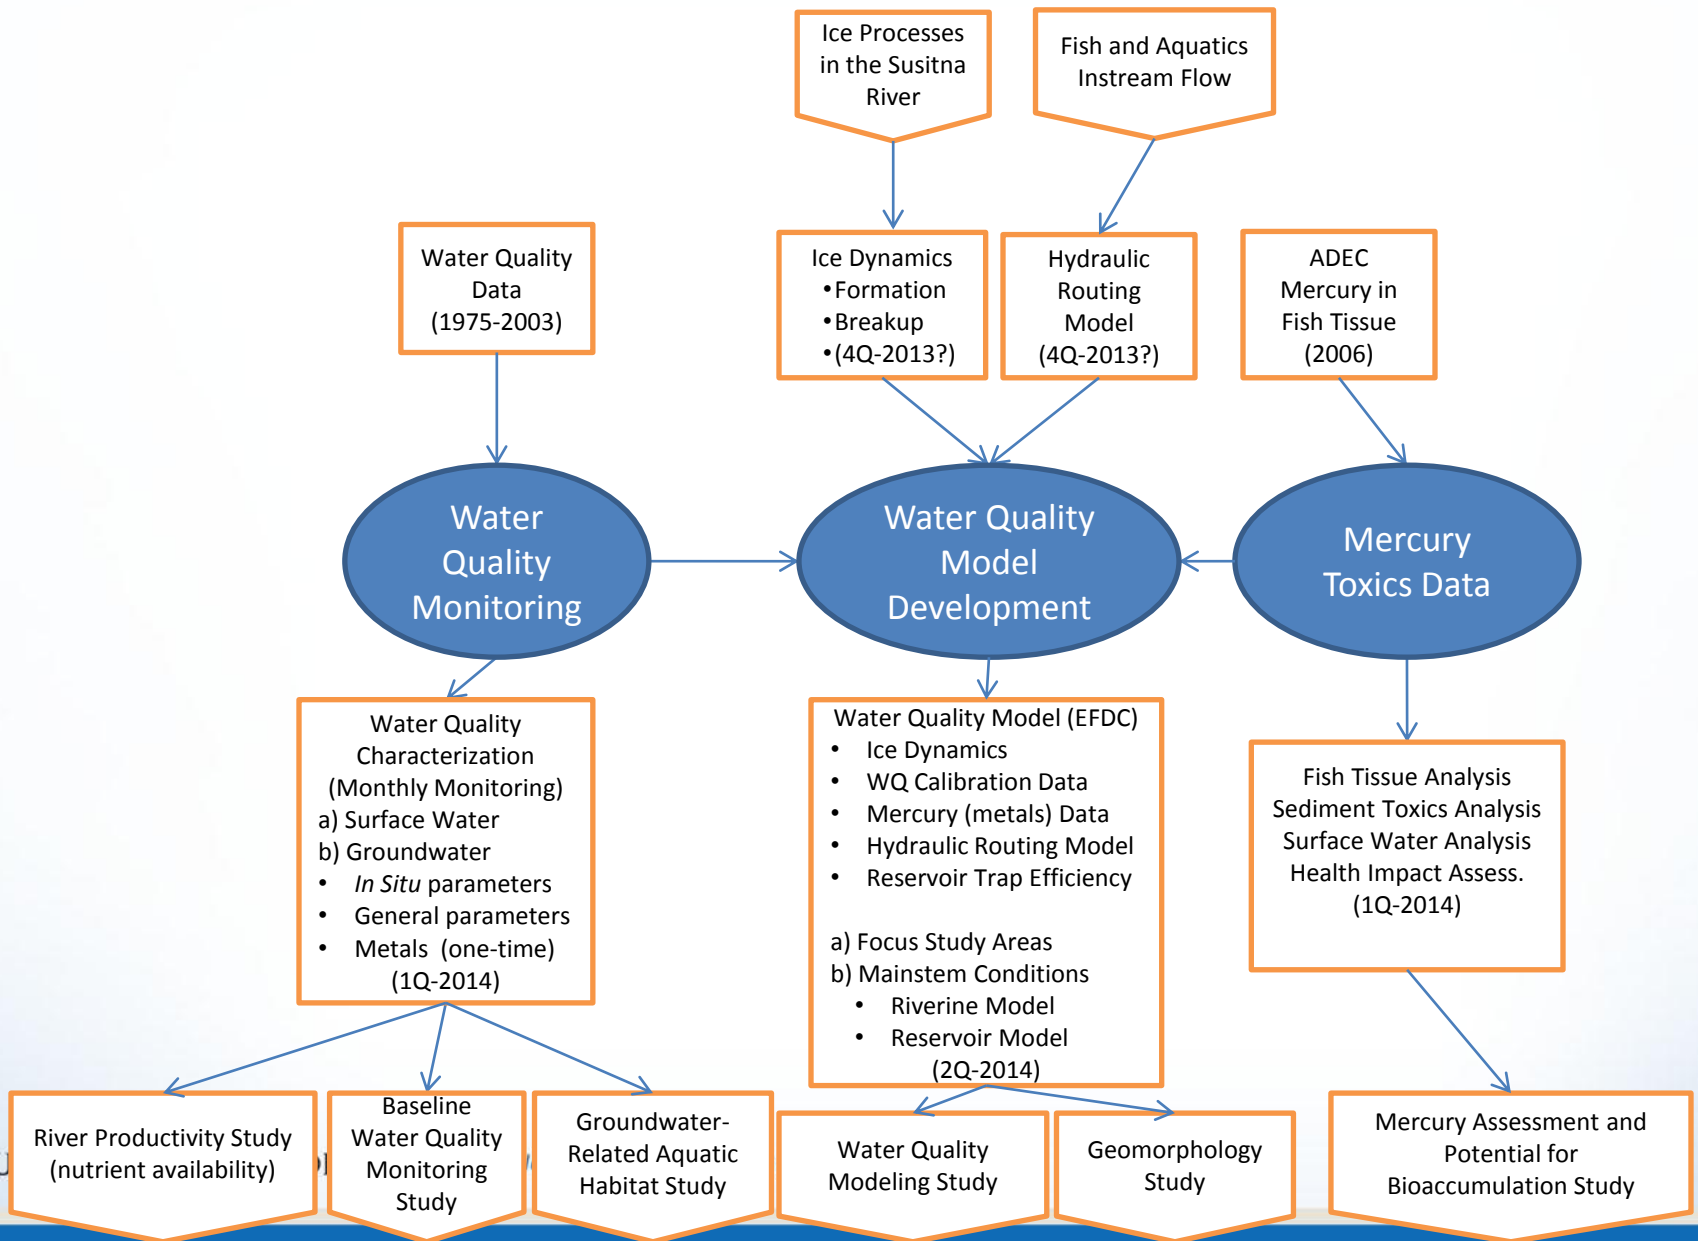 Ice Processes
in the Susitna
River
Fish and Aquatics
Instream Flow
Water Quality
Data
(1975-2003)
Ice Dynamics
•Formation
•Breakup
•(4Q-2013?)
Hydraulic
Routing
Model
(4Q-2013?)
ADEC
Mercury in
Fish Tissue
(2006)
Water
Quality
Monitoring
Water Quality
Model
Development
Mercury
Toxics Data
Water Quality
Characterization
(Monthly Monitoring)
a) Surface Water
b) Groundwater
• In Situ parameters
• General parameters
• Metals (one-time)
(1Q-2014)
Water Quality Model (EFDC)
• Ice Dynamics
• WQ Calibration Data
• Mercury (metals) Data
• Hydraulic Routing Model
• Reservoir Trap Efficiency
a) Focus Study Areas
b) Mainstem Conditions
• Riverine Model
• Reservoir Model
(2Q-2014)
Fish Tissue Analysis
Sediment Toxics Analysis
Surface Water Analysis
Health Impact Assess.
(1Q-2014)
River Productivity Study
(nutrient availability)
Baseline
Water Quality
Monitoring
Study
Groundwater-
Related Aquatic
Habitat Study
Water Quality
Modeling Study
Geomorphology
Study
Mercury Assessment and
Potential for
Bioaccumulation Study